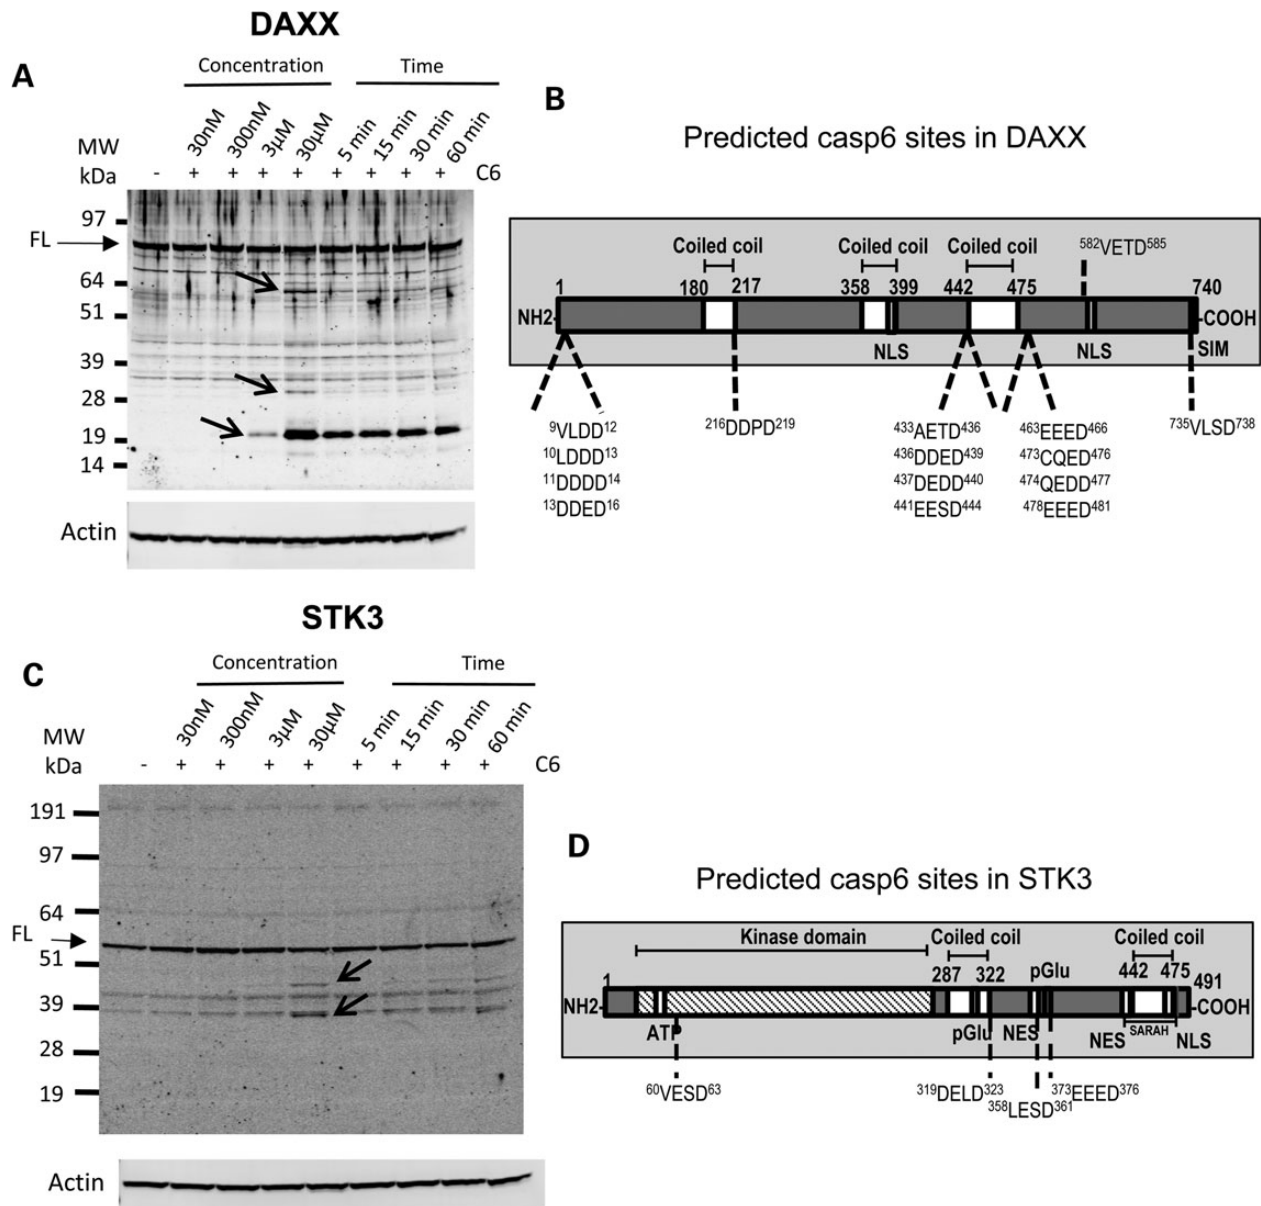 DAXX
A
Concentration Time
30nM 300nM 3µM 30µM 5 min 15 min 30 min 60 min
MW
kDa
- + + + + + + + + C6
97
FL
64
51
39
28
19
14
Actin
B
Predicted casp6 sites in DAXX
Coiled coil Coiled coil Coiled coil 582VETD585
1 180 217 358 399 442 475 740
NH2- -COOH
NLS NLS SIM
9VLDD12 216DDPD219 433AETD436 463EEED466 735VLSD738
10LDDD13 436DDED439 473CQED476
11DDDD14 437DEDD440 474QEDD477
13DDED16 441EESD444 478EEED481
STK3
C
Concentration Time
30nM 300nM 3µM 30µM 5 min 15 min 30 min 60 min
MW
kDa
- + + + + + + + + C6
191
97
64
FL
51
39
28
19
Actin
D
Predicted casp6 sites in STK3
Kinase domain Coiled coil Coiled coil
1 287 322 pGlu 442 475 491
NH2- -COOH
ATP pGlu NES NES SARAH NLS
60VESD63 319DELD323 373EEED376
358LESD361